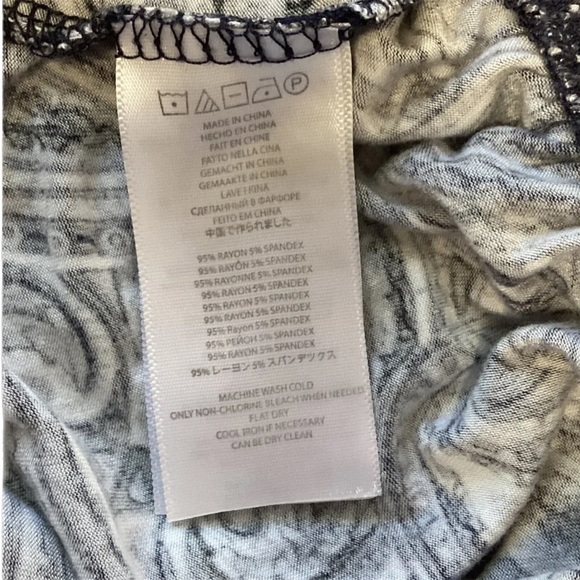 P
MADE IN CHINA
HECHO EN CHINA
FAIT EN CHINE
FATTO NELLA CINA
GEMACHT IN CHINA
GEMAAKTE IN CHINA
LAVET I KINA
СДЕЛАННЫЙ В ФАРФОРЕ
FEITO EM CHINA
中国で作られました
95% RAYON 5% SPANDEX
95% RAYÓN 5% SPANDEX
95% RAYONNE 5% SPANDEX
95% RAYON 5% SPANDEX
95% RAYON 5% SPANDEX
95% RAYON 5% SPANDEX
95% Rayon 5% SPANDEX
95% РЕЙОН 5% SPANDEX
95% RAYON 5% SPANDEX
95% レーヨン 5% スパンデックス
MACHINE WASH COLD
ONLY NON-CHLORINE BLEACH WHEN NEEDED
FLAT DRY
COOL IRON IF NECESSARY
CAN BE DRY CLEAN